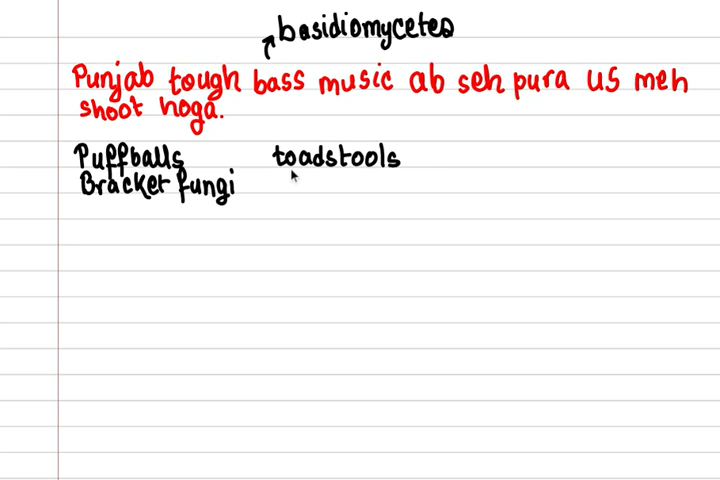 basidiomycetes
Punjab tough bass music ab seh pura us meh
shoot hoga.
Puffballs toadstools
Bracket fungi